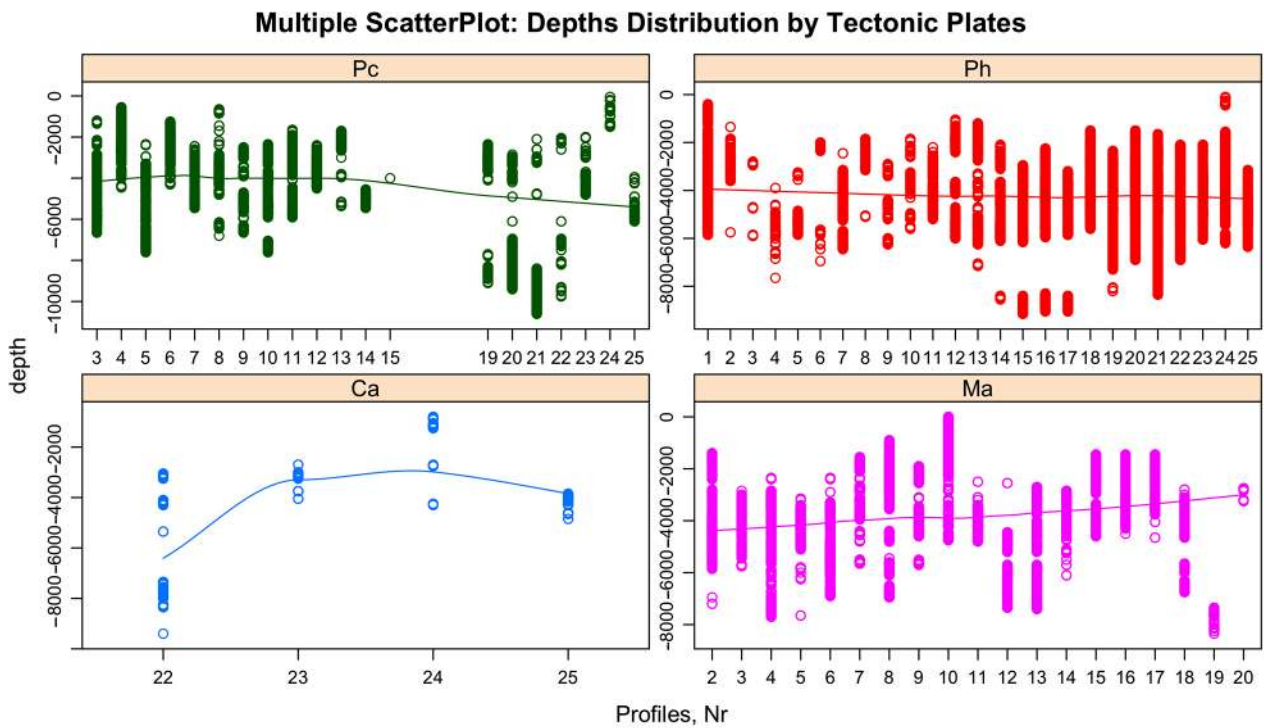 Multiple ScatterPlot: Depths Distribution by Tectonic Plates
Pc
Ph
0
-2000
-6000
-10000
0
-2000
-4000
-6000
-8000
3 4 5 6 7 8 9 10 11 12 13 14 15 19 20 21 22 23 24 25
1 2 3 4 5 6 7 8 9 10 11 12 13 14 15 16 17 18 19 20 21 22 23 24 25
depth
Ca
Ma
-2000
-4000
-6000
-8000
0
-2000
-4000
-6000
-8000
22 23 24 25
2 3 4 5 6 7 8 9 10 11 12 13 14 15 16 17 18 19 20
Profiles, Nr